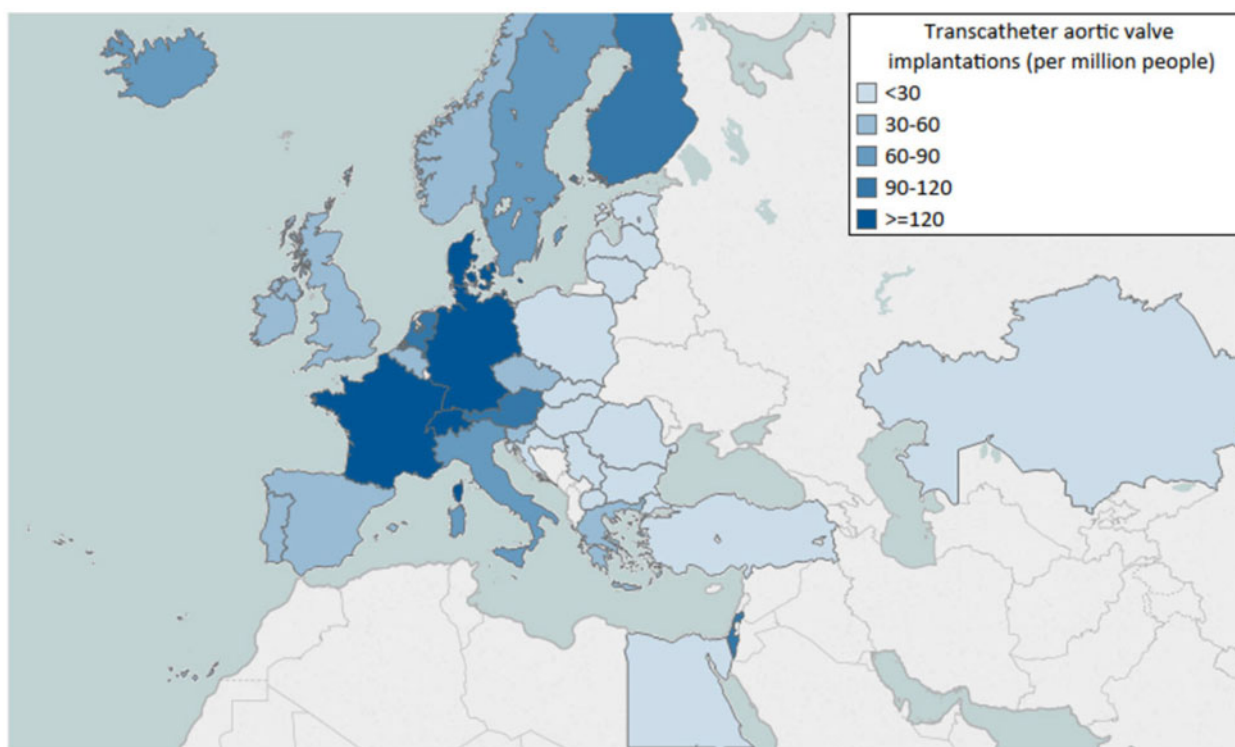 Transcatheter aortic valve
implantations (per million people)
<30
30-60
60-90
90-120
>=120